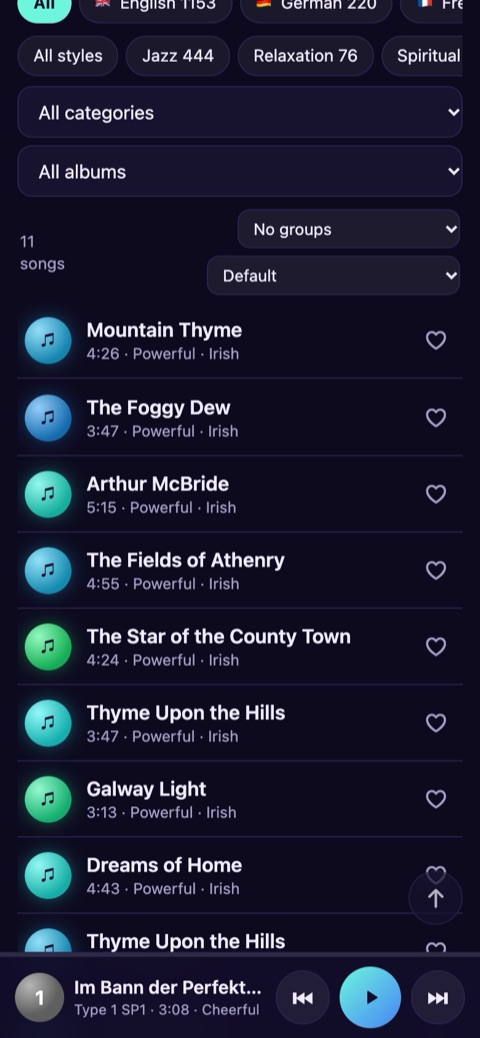 All
English 1153
German 220
All styles
Jazz 444
Relaxation 76
Spiritual
All categories
All albums
11
songs
No groups
Default
Mountain Thyme
4:26 · Powerful · Irish
The Foggy Dew
3:47 · Powerful · Irish
Arthur McBride
5:15 · Powerful · Irish
The Fields of Athenry
4:55 · Powerful · Irish
The Star of the County Town
4:24 · Powerful · Irish
Thyme Upon the Hills
3:47 · Powerful · Irish
Galway Light
3:13 · Powerful · Irish
Dreams of Home
4:43 · Powerful · Irish
Thyme Upon the Hills
1
Im Bann der Perfekt...
Type 1 SP1 · 3:08 · Cheerful